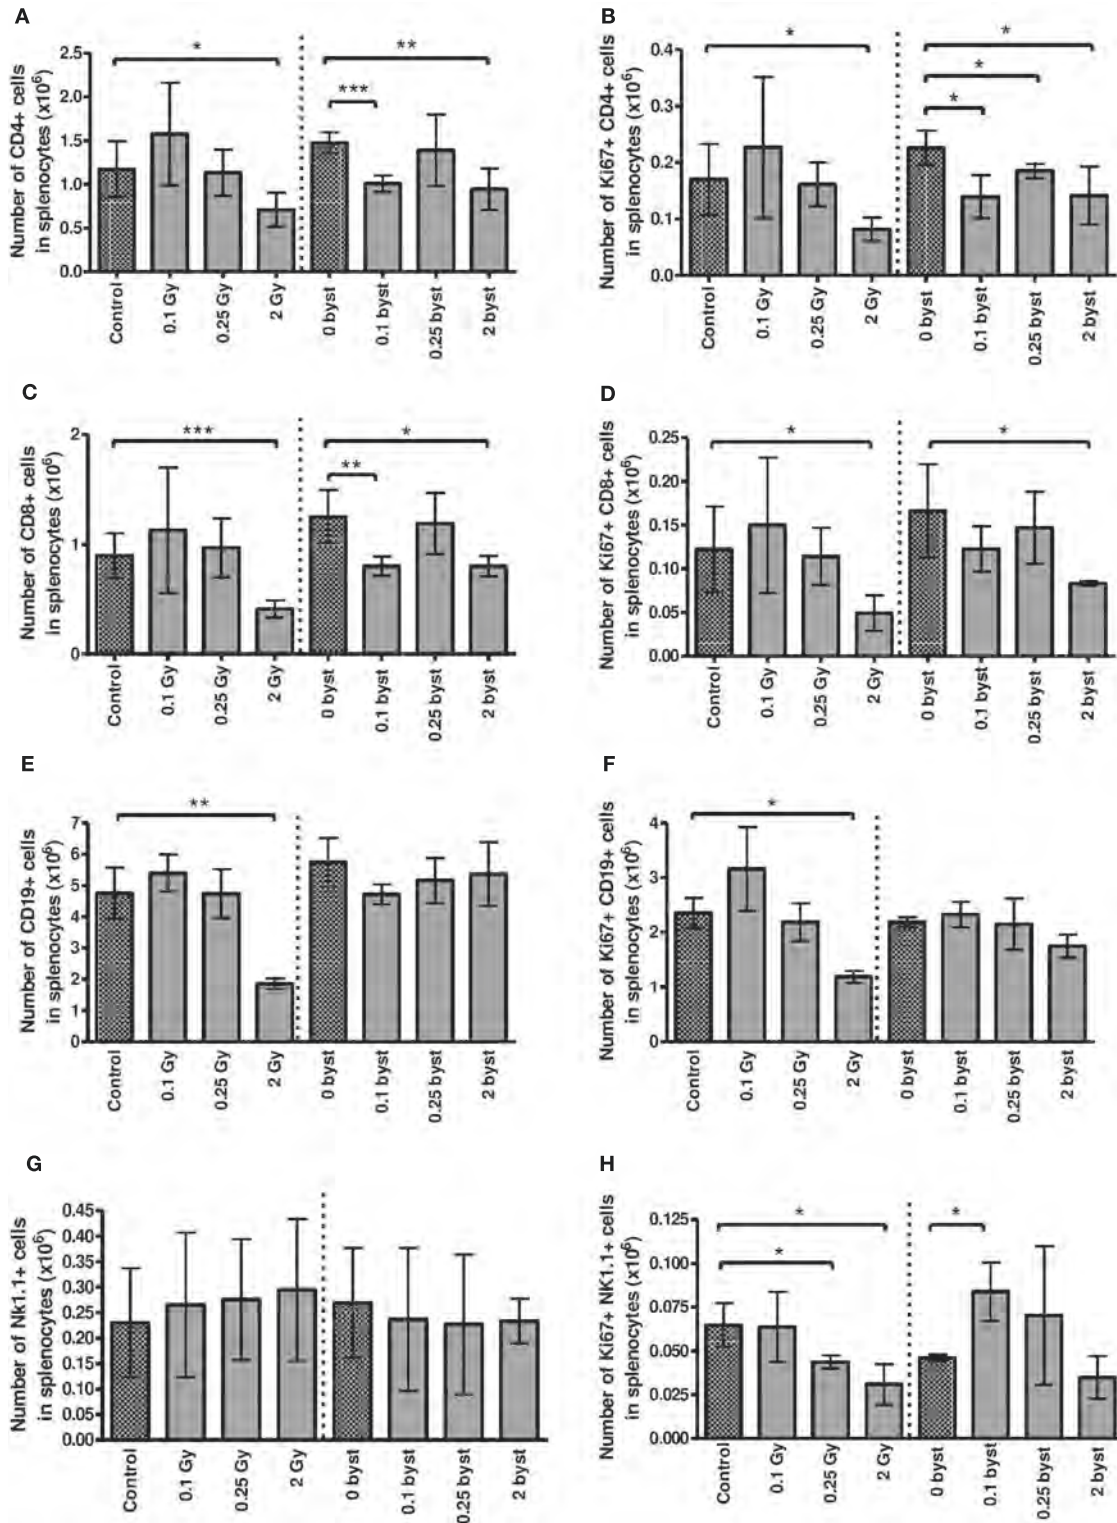 A
Number of CD4+ cells
in splenocytes (x10⁶)
2.5
2.0
1.5
1.0
0.5
0.0
*
**
***
Control
0.1 Gy
0.25 Gy
2 Gy
0 byst
0.1 byst
0.25 byst
2 byst
B
Number of Ki67+ CD4+ cells
in splenocytes (x10⁶)
0.4
0.3
0.2
0.1
0.0
*
*
*
*
Control
0.1 Gy
0.25 Gy
2 Gy
0 byst
0.1 byst
0.25 byst
2 byst
C
Number of CD8+ cells
in splenocytes (x10⁶)
2
1
0
***
*
**
Control
0.1 Gy
0.25 Gy
2 Gy
0 byst
0.1 byst
0.25 byst
2 byst
D
Number of Ki67+ CD8+ cells
in splenocytes (x10⁶)
0.25
0.20
0.15
0.10
0.05
0.00
*
*
Control
0.1 Gy
0.25 Gy
2 Gy
0 byst
0.1 byst
0.25 byst
2 byst
E
Number of CD19+ cells
in splenocytes (x10⁶)
7
6
5
4
3
2
1
0
**
Control
0.1 Gy
0.25 Gy
2 Gy
0 byst
0.1 byst
0.25 byst
2 byst
F
Number of Ki67+ CD19+ cells
in splenocytes (x10⁶)
4
3
2
1
0
*
Control
0.1 Gy
0.25 Gy
2 Gy
0 byst
0.1 byst
0.25 byst
2 byst
G
Number of Nk1.1+ cells
in splenocytes (x10⁶)
0.45
0.40
0.35
0.30
0.25
0.20
0.15
0.10
0.05
0.00
Control
0.1 Gy
0.25 Gy
2 Gy
0 byst
0.1 byst
0.25 byst
2 byst
H
Number of Ki67+ NK1.1+ cells
in splenocytes (x10⁶)
0.125
0.100
0.075
0.050
0.025
0.000
*
*
*
Control
0.1 Gy
0.25 Gy
2 Gy
0 byst
0.1 byst
0.25 byst
2 byst